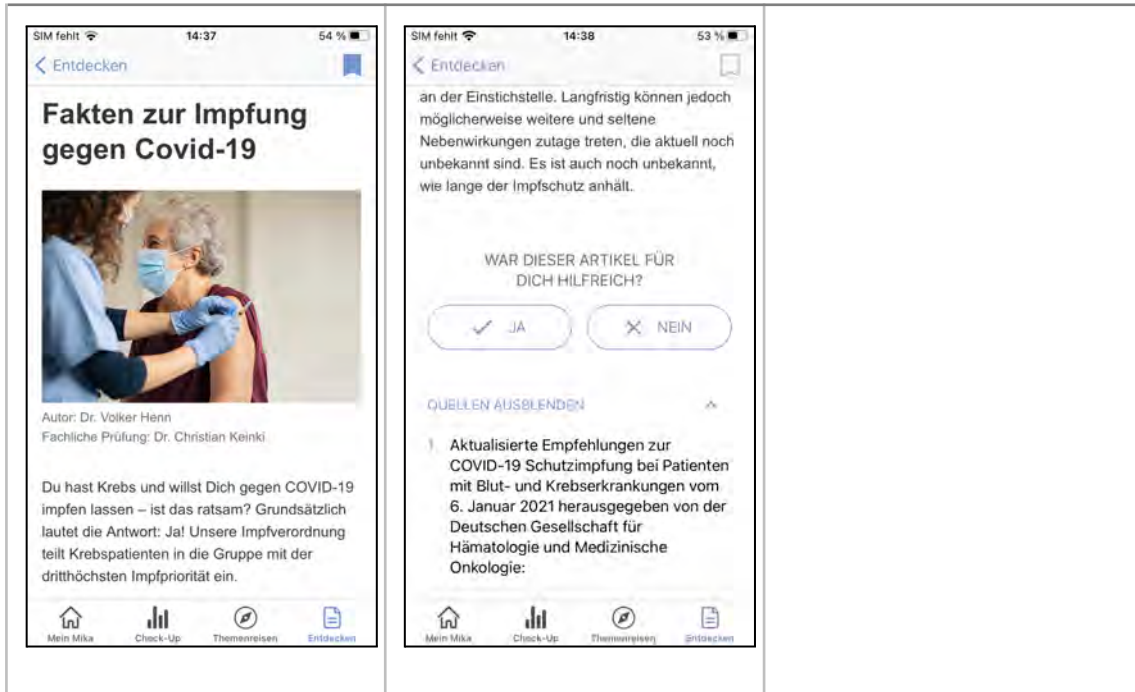 SIM fehlt 14:37 54 %
Entdecken
Fakten zur Impfung
gegen Covid-19
Autor: Dr. Volker Henn
Fachliche Prüfung: Dr. Christian Keinki
Du hast Krebs und willst Dich gegen COVID-19
impfen lassen – ist das ratsam? Grundsätzlich
lautet die Antwort: Ja! Unsere Impfverordnung
teilt Krebspatienten in die Gruppe mit der
dritthöchsten Impfpriorität ein.
Mein Mika Check-Up Themenreisen Entdecken
SIM fehlt 14:38 53 %
Entdecken
an der Einstichstelle. Langfristig können jedoch
möglicherweise weitere und seltene
Nebenwirkungen zutage treten, die aktuell noch
unbekannt sind. Es ist auch noch unbekannt,
wie lange der Impfschutz anhält.
WAR DIESER ARTIKEL FÜR
DICH HILFREICH?
JA NEIN
QUELLEN AUSBLENDEN
1 Aktualisierte Empfehlungen zur
COVID-19 Schutzimpfung bei Patienten
mit Blut- und Krebserkrankungen vom
6. Januar 2021 herausgegeben von der
Deutschen Gesellschaft für
Hämatologie und Medizinische
Onkologie:
Mein Mika Check-Up Themenreisen Entdecken